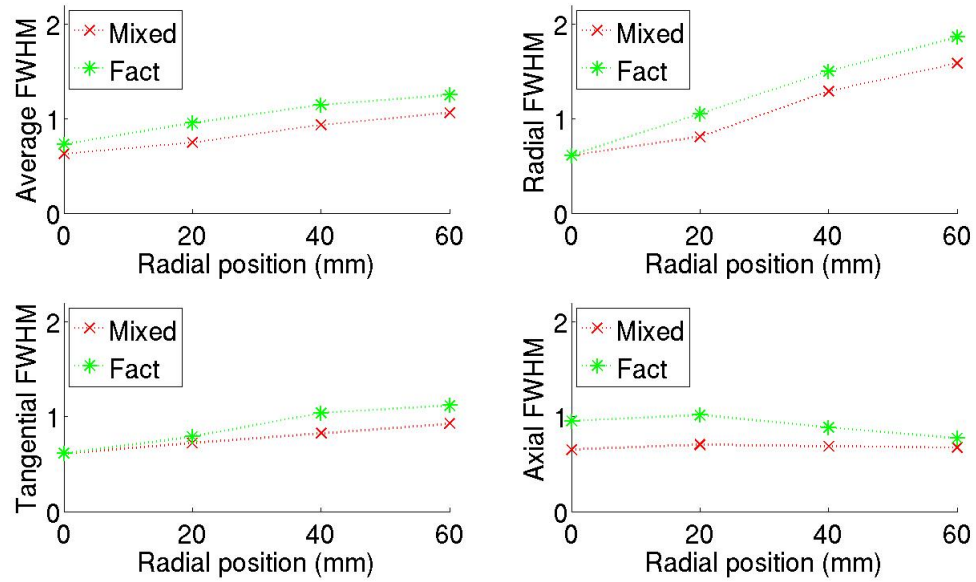 Average FWHM
2
1
0
Mixed
Fact
0 20 40 60
Radial position (mm)
Radial FWHM
2
1
0
Mixed
Fact
0 20 40 60
Radial position (mm)
Tangential FWHM
2
1
0
Mixed
Fact
0 20 40 60
Radial position (mm)
Axial FWHM
2
1
0
Mixed
Fact
0 20 40 60
Radial position (mm)